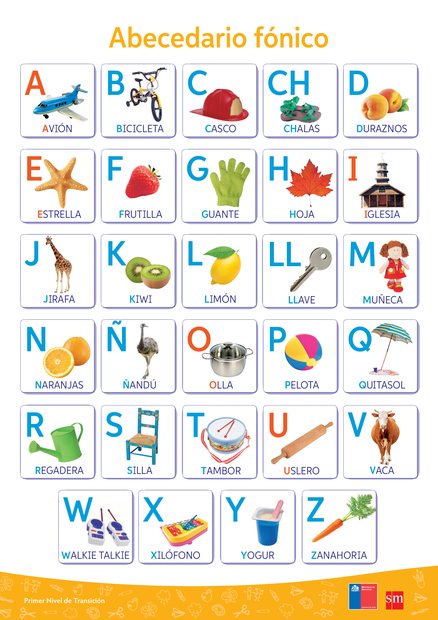 Abecedario fónico
A
AVIÓN
B
BICICLETA
C
CASCO
CH
CHALAS
D
DURAZNOS
E
ESTRELLA
F
FRUTILLA
G
GUANTE
H
HOJA
I
IGLESIA
J
JIRAFA
K
KIWI
L
LIMÓN
LL
LLAVE
M
MUÑECA
N
NARANJAS
Ñ
ÑANDÚ
O
OLLA
P
PELOTA
Q
QUITASOL
R
REGADERA
S
SILLA
T
TAMBOR
U
USLERO
V
VACA
W
WALKIE TALKIE
X
XILÓFONO
Y
YOGUR
Z
ZANAHORIA
Primer Nivel de Transición
sm